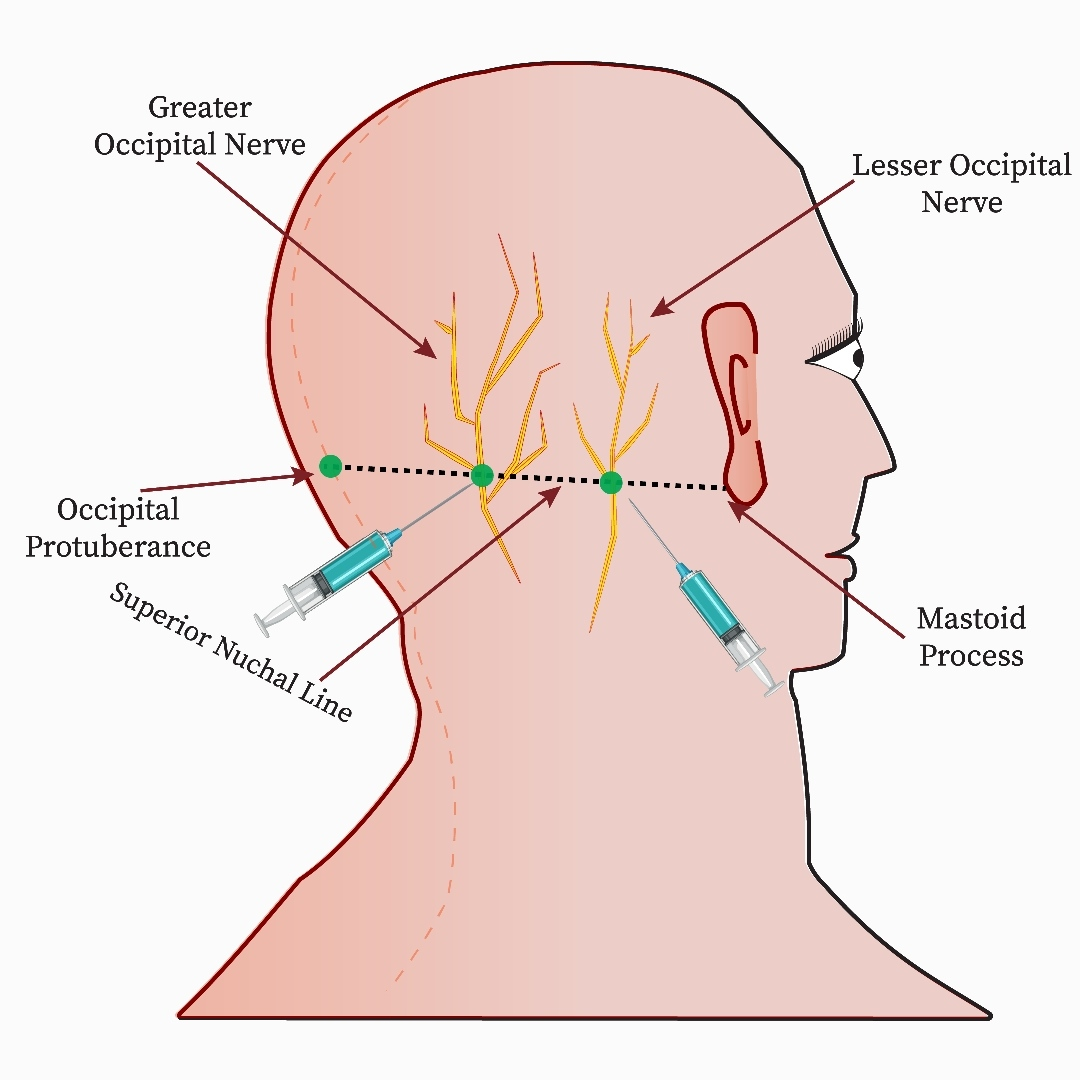 Greater
Occipital Nerve
Lesser Occipital
Nerve
Occipital
Protuberance
Superior Nuchal Line
Mastoid
Process